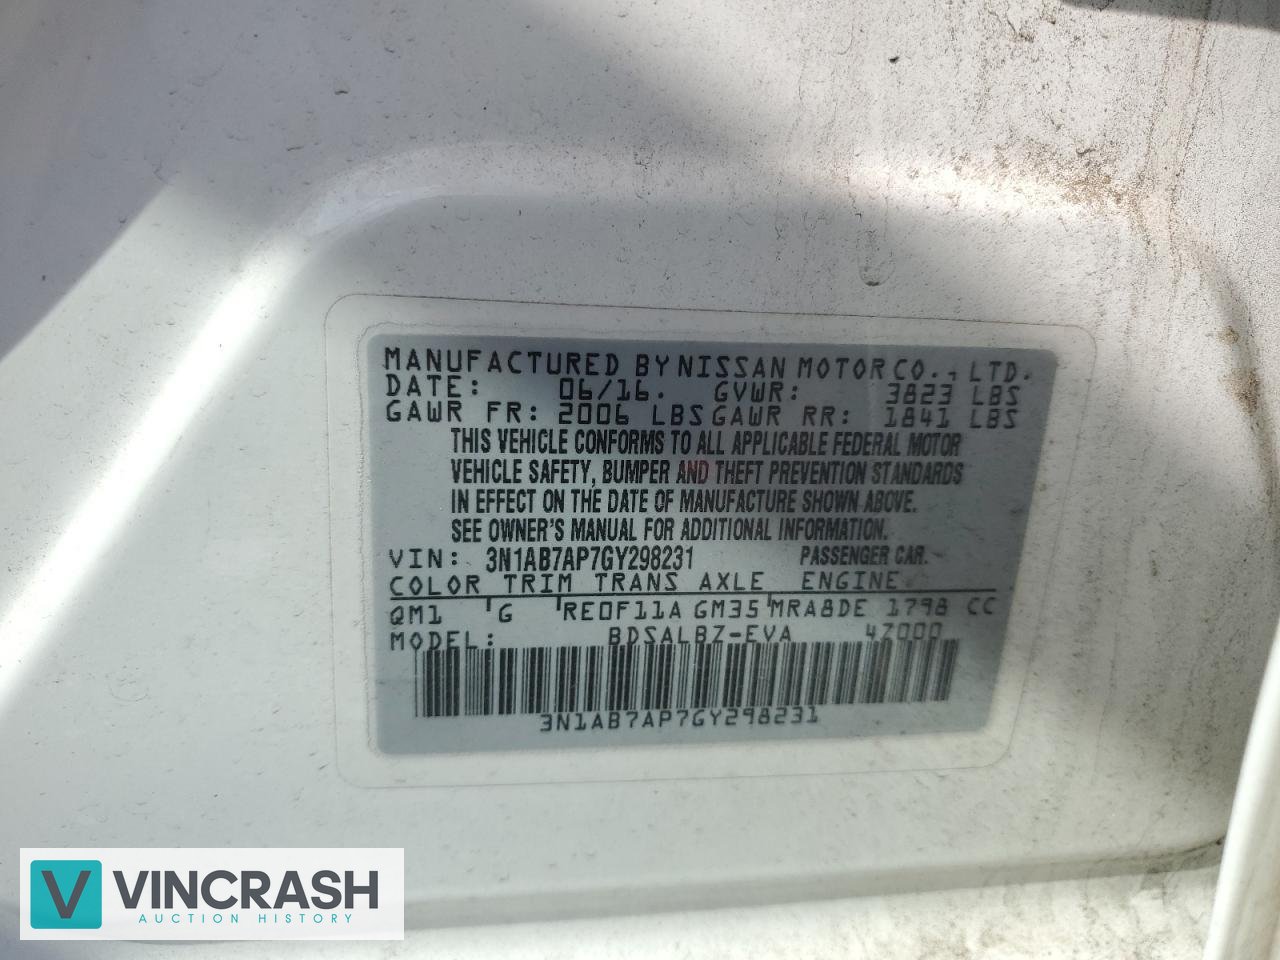 MANUFACTURED BY NISSAN MOTOR CO., LTD.
DATE: 06/16. GVWR: 3823 LBS
GAWR FR: 2006 LBS GAWR RR: 1841 LBS
THIS VEHICLE CONFORMS TO ALL APPLICABLE FEDERAL MOTOR
VEHICLE SAFETY, BUMPER AND THEFT PREVENTION STANDARDS
IN EFFECT ON THE DATE OF MANUFACTURE SHOWN ABOVE.
SEE OWNER'S MANUAL FOR ADDITIONAL INFORMATION.
VIN: 3N1AB7AP7GY298231 PASSENGER CAR.
COLOR TRIM TRANS AXLE ENGINE
QM1 'G 'RE0F11A GM35 'MRA8DE 1798 CC
MODEL: BDSALBZ-EVA 4Z000
3N1AB7AP7GY298231
V VINCRASH
AUCTION HISTORY